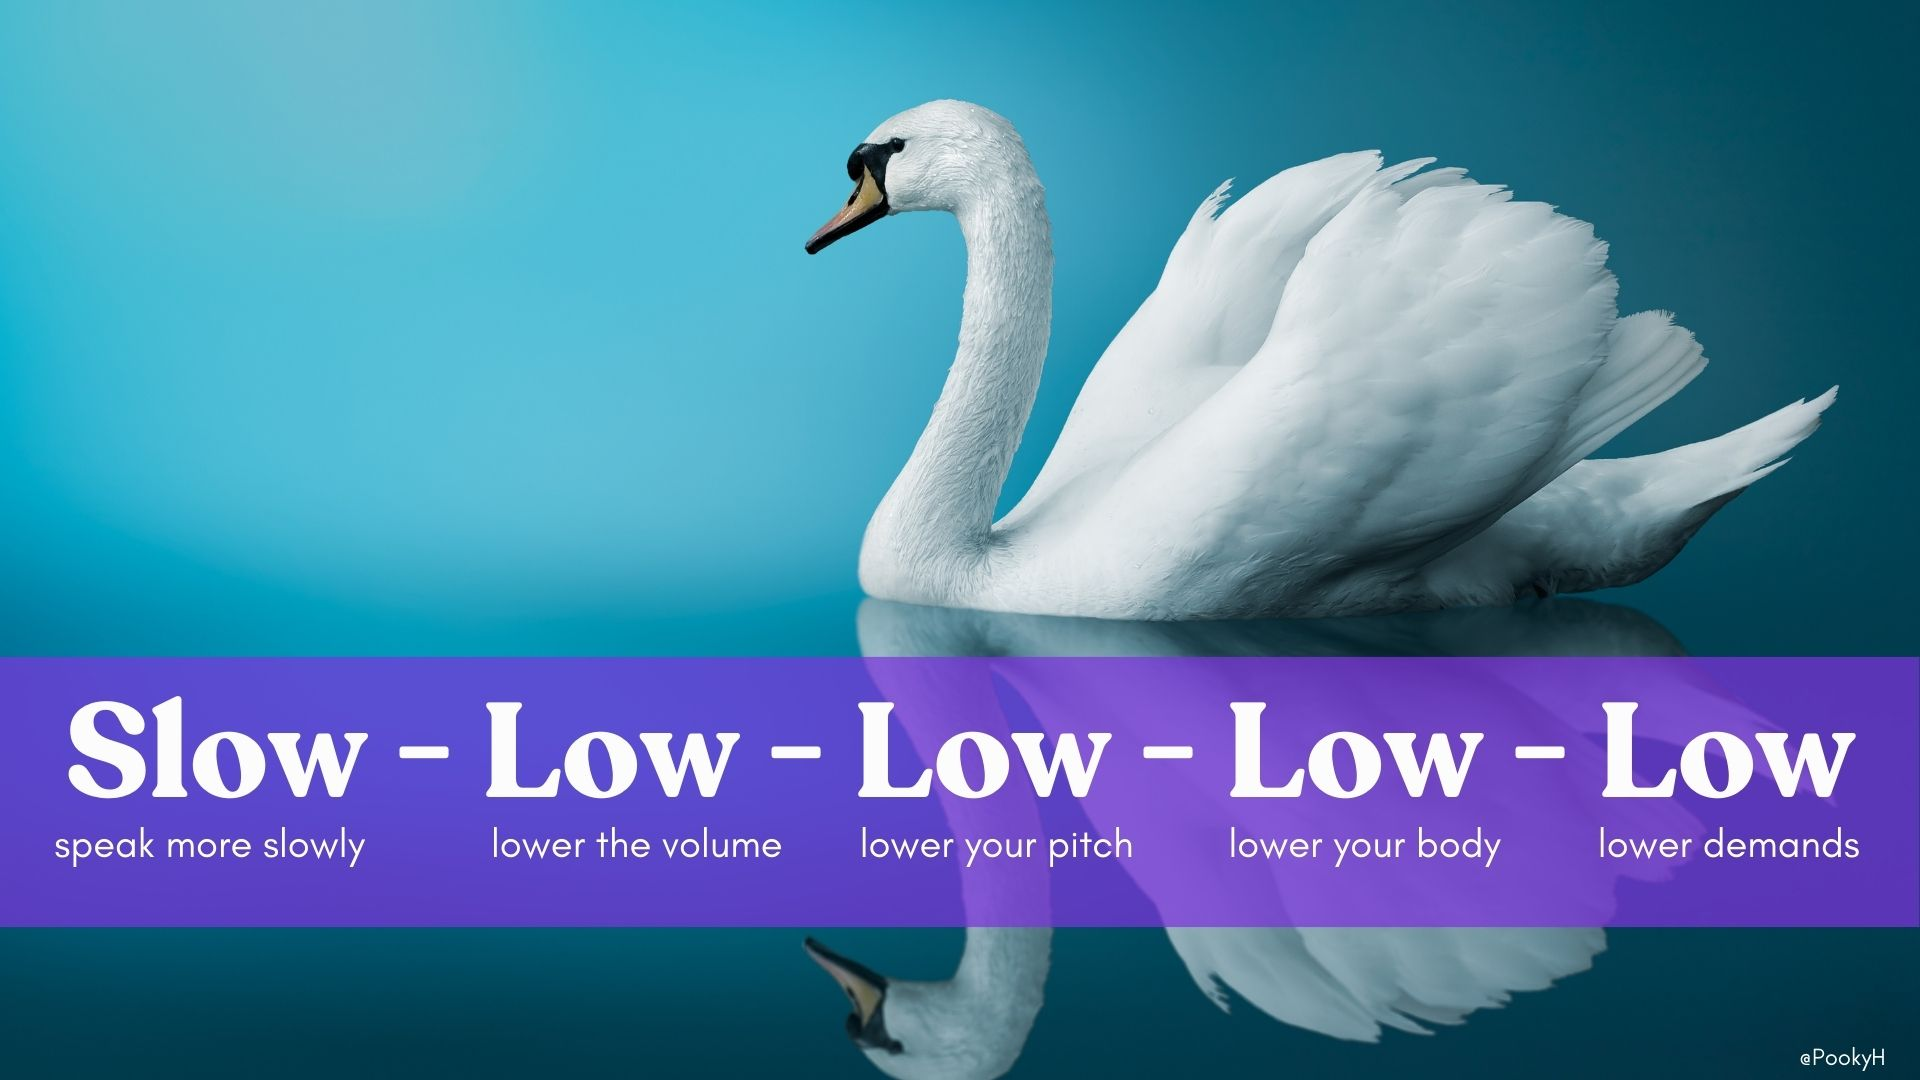 Slow - Low - Low - Low - Low
speak more slowly lower the volume lower your pitch lower your body lower demands
@PookyH